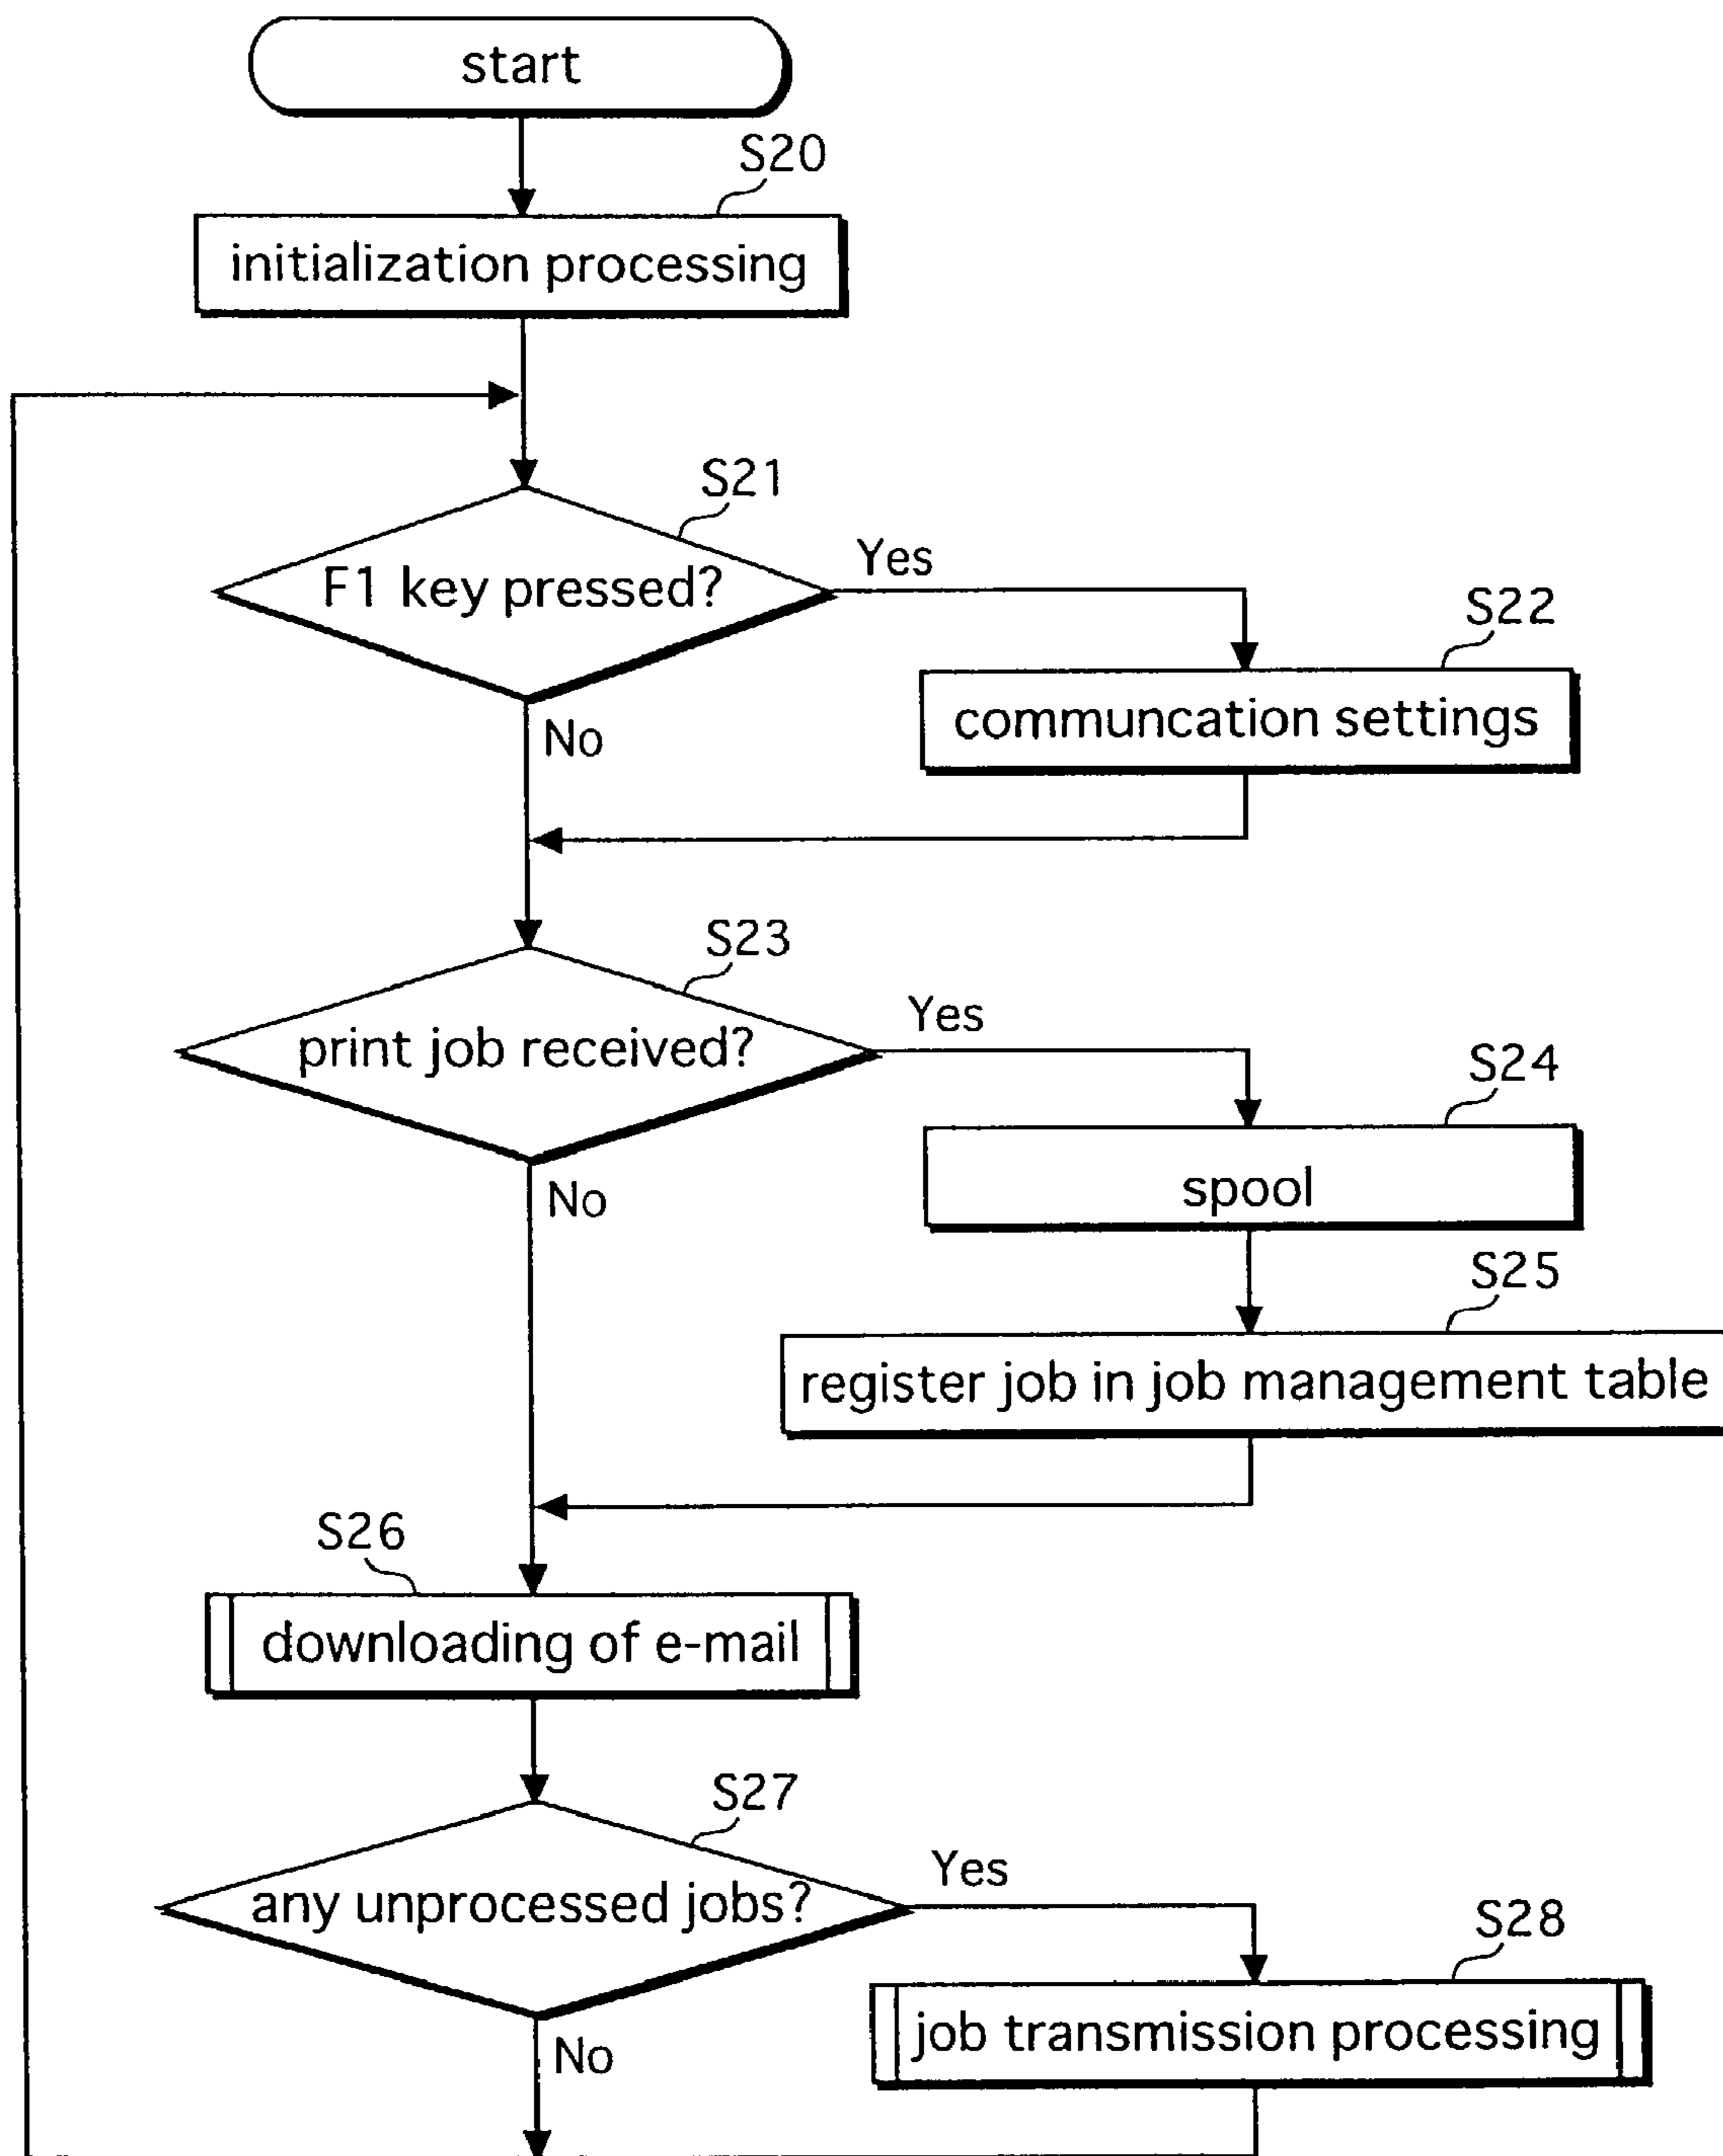 start
S20
initialization processing
S21
F1 key pressed?
Yes
S22
communcation settings
No
S23
print job received?
Yes
S24
spool
No
S25
register job in job management table
S26
downloading of e-mail
S27
any unprocessed jobs?
Yes
S28
job transmission processing
No